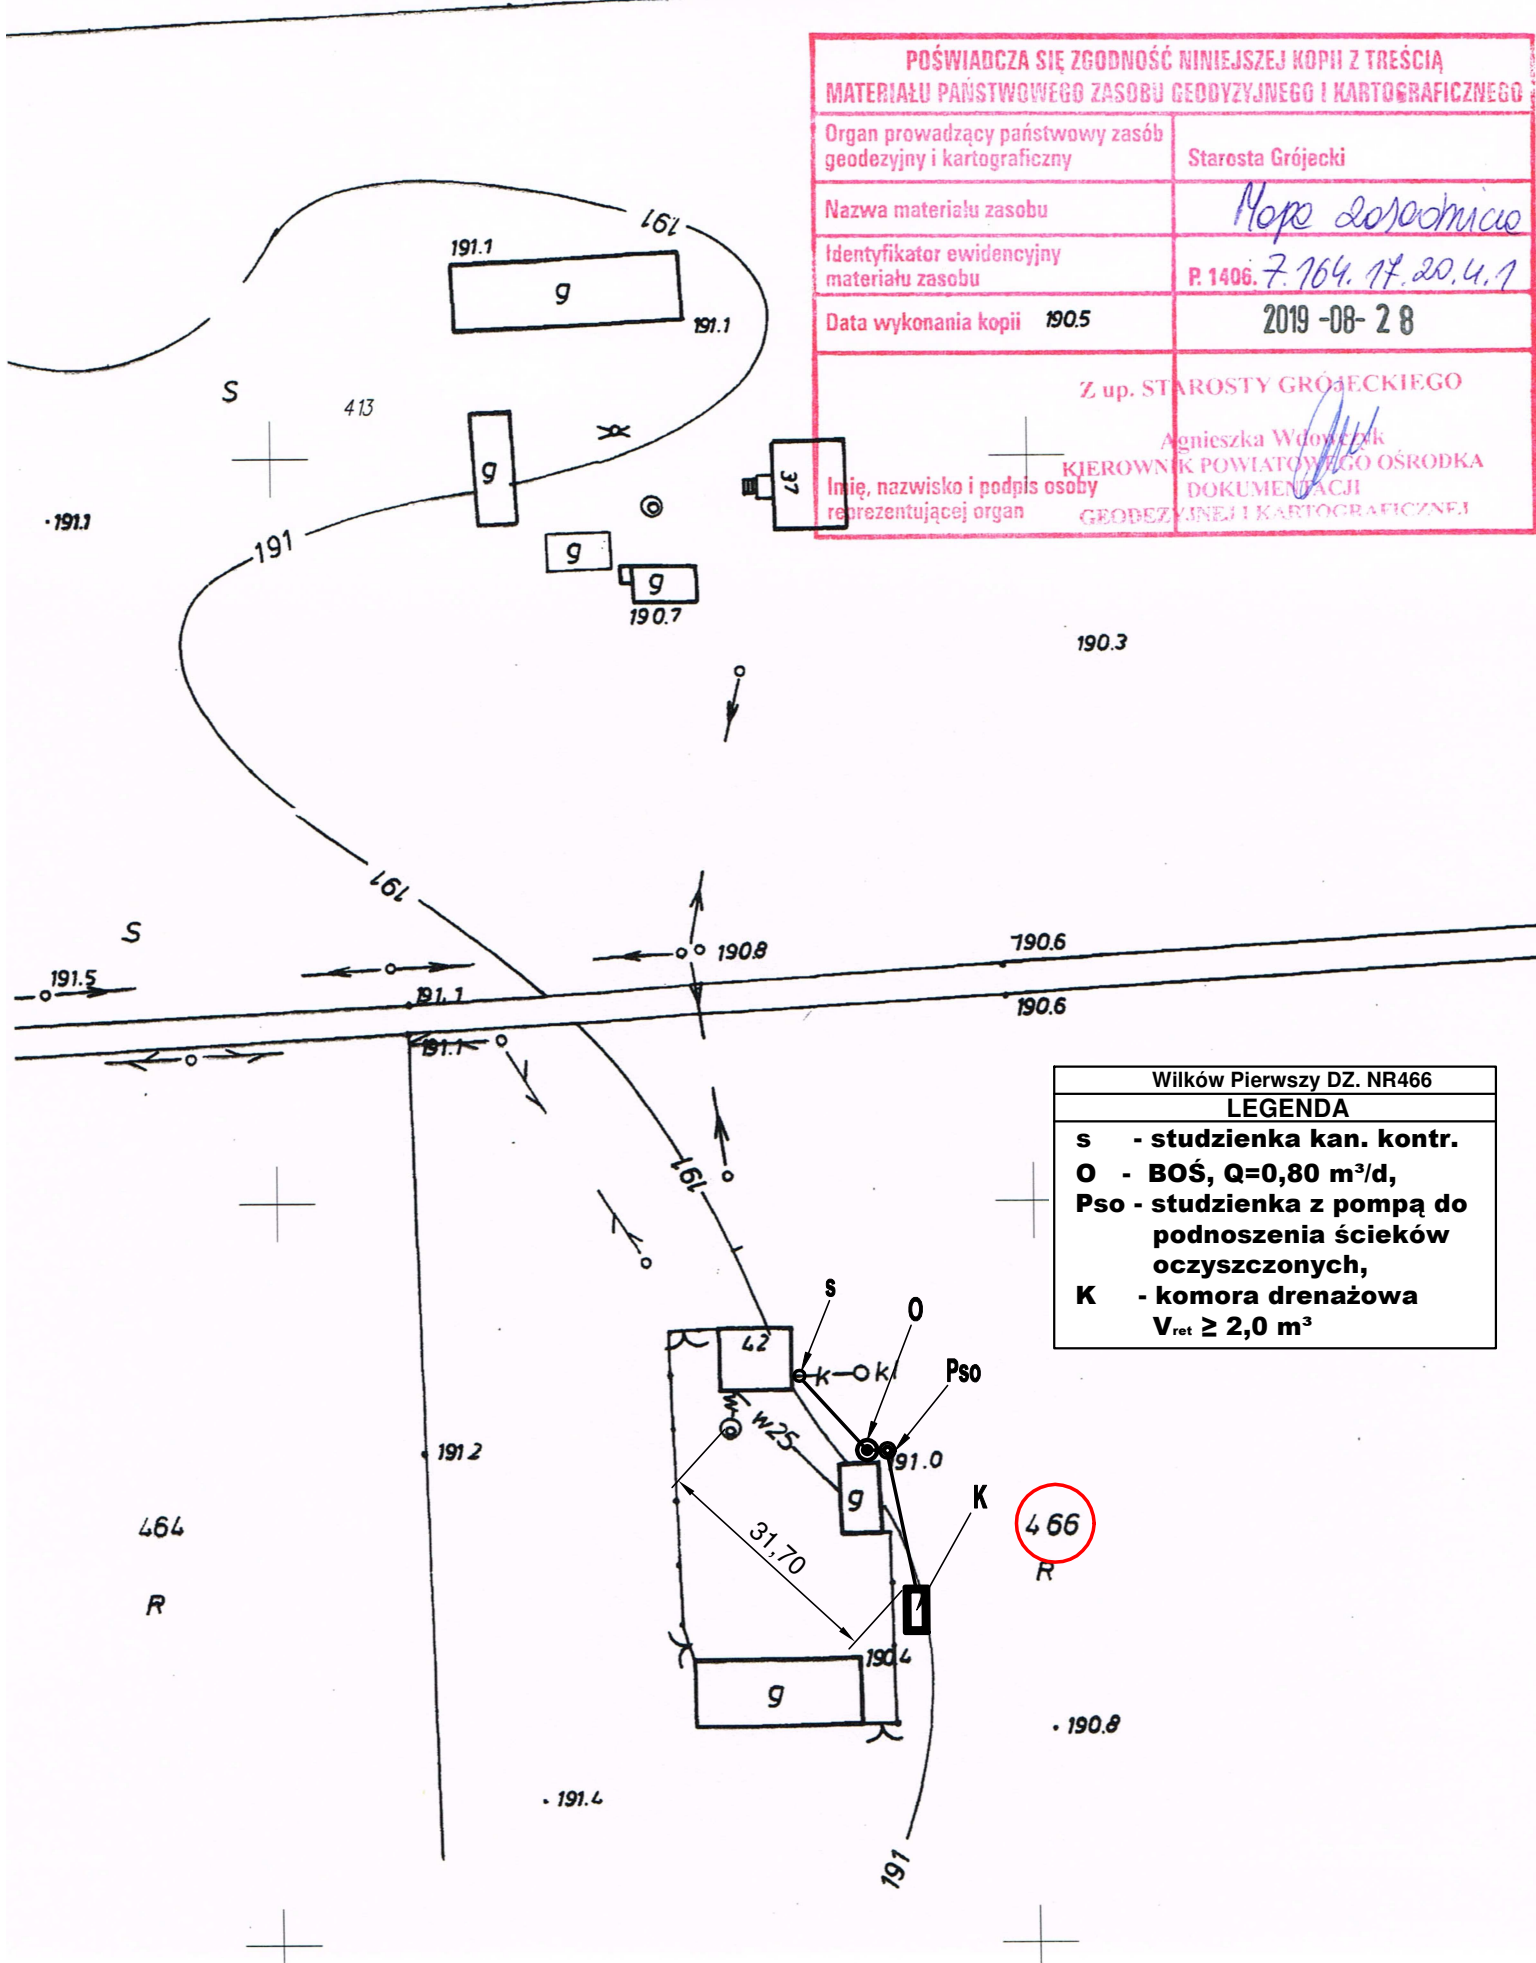 POŚWIADCZA SIĘ ZGODNOŚĆ NINIEJSZEJ KOPII Z TREŚCIĄ
MATERIAŁU PAŃSTWOWEGO ZASOBU GEODYZYJNEGO I KARTOGRAFICZNEGO
Organ prowadzący państwowy zasób
geodezyjny i kartograficzny
Starosta Grójecki
Nazwa materiału zasobu
Mapa zasadnicza
Identyfikator ewidencyjny
materiału zasobu
P. 1406. 7.164.17.20.4.1
Data wykonania kopii
190.5
2019 -08- 2 8
Z up. STAROSTY GRÓJECKIEGO
Agnieszka Wdowczyk
KIEROWNIK POWIATOWEGO OŚRODKA
DOKUMENTACJI
GEODEZYJNEJ I KARTOGRAFICZNEJ
Imię, nazwisko i podpis osoby
reprezentującej organ
191
191.1
g
191.1
S
413
g
37
191.1
191
g
g
190.7
190.3
191
S
190.8
190.6
191.5
191.1
190.6
191.1
Wilków Pierwszy DZ. NR466
LEGENDA
s - studzienka kan. kontr.
O - BOŚ, Q=0,80 m³/d,
Pso - studzienka z pompą do
podnoszenia ścieków
oczyszczonych,
K - komora drenażowa
Vret ≥ 2,0 m³
191
s
O
42
k
k
Pso
w25
191.2
91.0
g
K
464
466
31,70
R
R
190.4
g
190.8
191.4
191